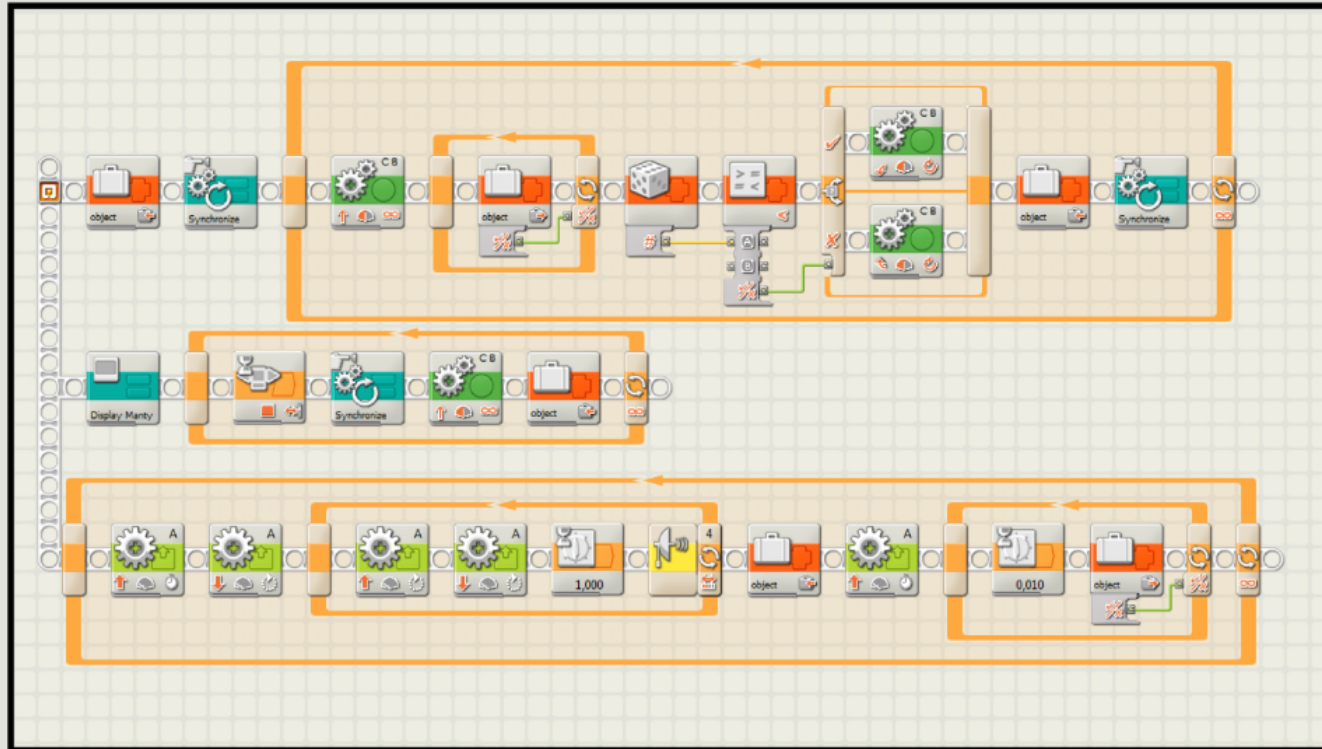 C B
C B
object
Synchronize
object
#
> =
= <
A
B
C B
object
Synchronize
C B
Display Manty
Synchronize
object
A
A
A
A
1,000
4
object
A
0,010
object